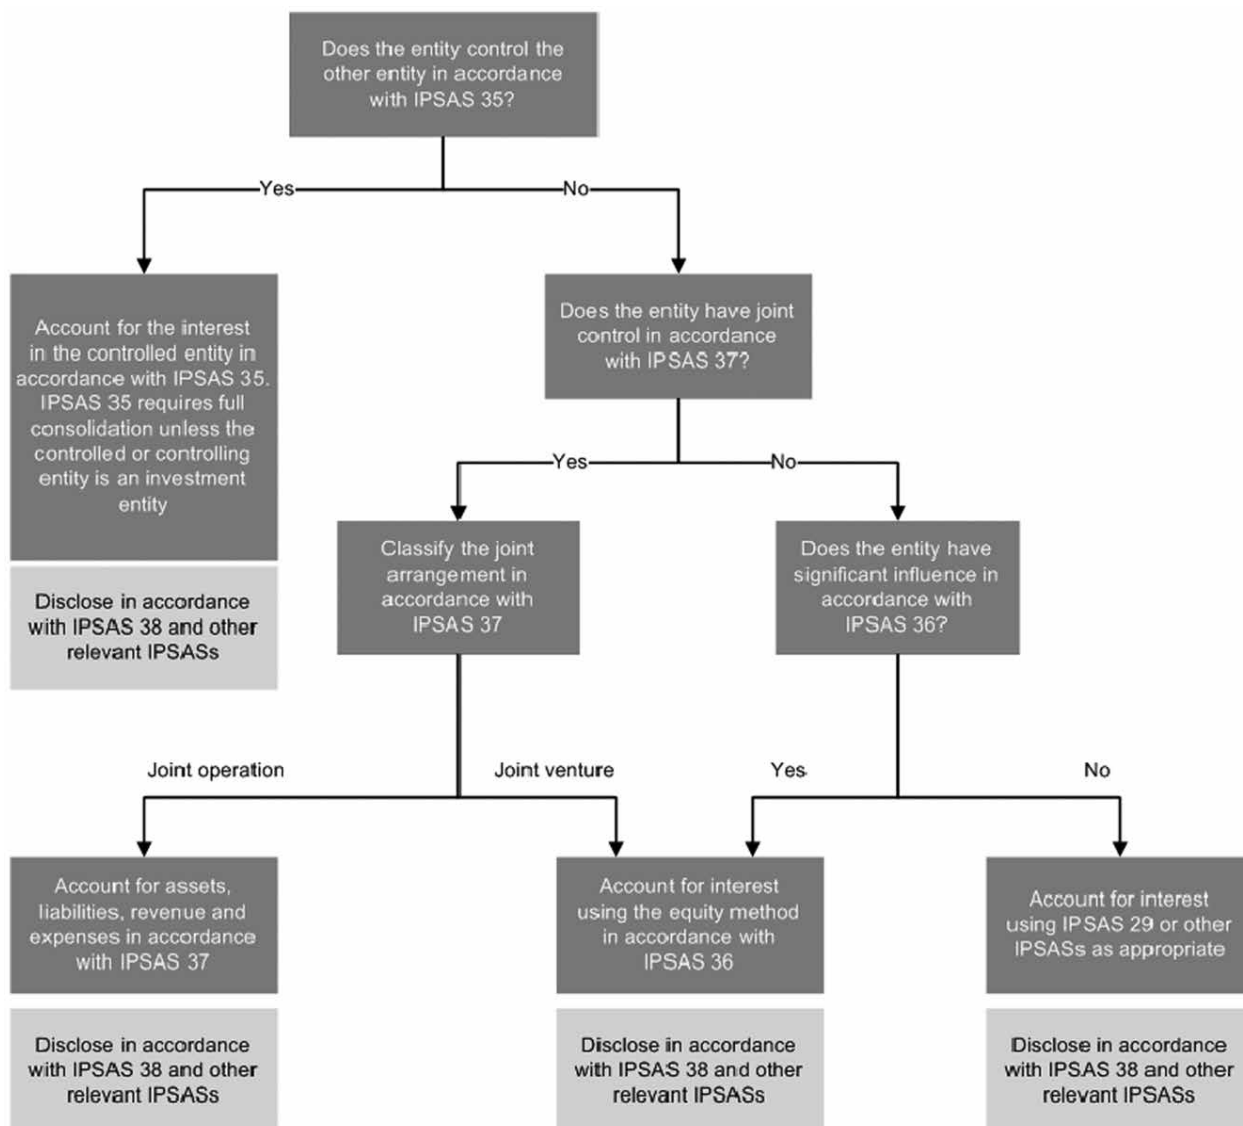 Does the entity control the
other entity in accordance
with IPSAS 35?
Yes
No
Account for the interest
in the controlled entity in
accordance with IPSAS 35.
IPSAS 35 requires full
consolidation unless the
controlled or controlling
entity is an investment
entity
Disclose in accordance
with IPSAS 38 and other
relevant IPSASs
Does the entity have joint
control in accordance
with IPSAS 37?
Yes
No
Classify the joint
arrangement in
accordance with
IPSAS 37
Does the entity have
significant influence in
accordance with
IPSAS 36?
Joint operation
Joint venture
Yes
No
Account for assets,
liabilities, revenue and
expenses in accordance
with IPSAS 37
Disclose in accordance
with IPSAS 38 and other
relevant IPSASs
Account for interest
using the equity method
in accordance with
IPSAS 36
Disclose in accordance
with IPSAS 38 and other
relevant IPSASs
Account for interest
using IPSAS 29 or other
IPSASs as appropriate
Disclose in accordance
with IPSAS 38 and other
relevant IPSASs